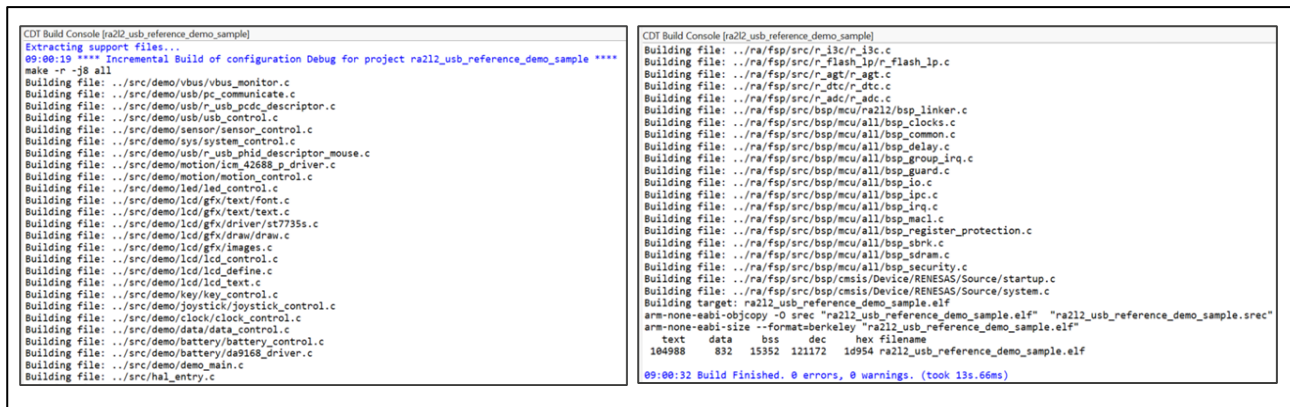 CDT Build Console [ra2l2_usb_reference_demo_sample]
Extracting support files...
09:00:19 **** Incremental Build of configuration Debug for project ra2l2_usb_reference_demo_sample ****
make -r -j8 all
Building file: ../src/demo/vbus/vbus_monitor.c
Building file: ../src/demo/usb/pc_communicate.c
Building file: ../src/demo/usb/r_usb_pcdc_descriptor.c
Building file: ../src/demo/usb/usb_control.c
Building file: ../src/demo/sensor/sensor_control.c
Building file: ../src/demo/sys/system_control.c
Building file: ../src/demo/usb/r_usb_phid_descriptor_mouse.c
Building file: ../src/demo/motion/icm_42688_p_driver.c
Building file: ../src/demo/motion/motion_control.c
Building file: ../src/demo/led/led_control.c
Building file: ../src/demo/lcd/gfx/text/font.c
Building file: ../src/demo/lcd/gfx/text/text.c
Building file: ../src/demo/lcd/gfx/driver/st7735s.c
Building file: ../src/demo/lcd/gfx/draw/draw.c
Building file: ../src/demo/lcd/gfx/images.c
Building file: ../src/demo/lcd/lcd_control.c
Building file: ../src/demo/lcd/lcd_define.c
Building file: ../src/demo/lcd/lcd_text.c
Building file: ../src/demo/key/key_control.c
Building file: ../src/demo/joystick/joystick_control.c
Building file: ../src/demo/clock/clock_control.c
Building file: ../src/demo/data/data_control.c
Building file: ../src/demo/battery/battery_control.c
Building file: ../src/demo/battery/da9168_driver.c
Building file: ../src/demo/demo_main.c
Building file: ../src/hal_entry.c
CDT Build Console [ra2l2_usb_reference_demo_sample]
Building file: ../ra/fsp/src/r_i3c/r_i3c.c
Building file: ../ra/fsp/src/r_flash_lp/r_flash_lp.c
Building file: ../ra/fsp/src/r_agt/r_agt.c
Building file: ../ra/fsp/src/r_dtc/r_dtc.c
Building file: ../ra/fsp/src/r_adc/r_adc.c
Building file: ../ra/fsp/src/bsp/mcu/ra2l2/bsp_linker.c
Building file: ../ra/fsp/src/bsp/mcu/all/bsp_clocks.c
Building file: ../ra/fsp/src/bsp/mcu/all/bsp_common.c
Building file: ../ra/fsp/src/bsp/mcu/all/bsp_delay.c
Building file: ../ra/fsp/src/bsp/mcu/all/bsp_group_irq.c
Building file: ../ra/fsp/src/bsp/mcu/all/bsp_guard.c
Building file: ../ra/fsp/src/bsp/mcu/all/bsp_io.c
Building file: ../ra/fsp/src/bsp/mcu/all/bsp_ipc.c
Building file: ../ra/fsp/src/bsp/mcu/all/bsp_irq.c
Building file: ../ra/fsp/src/bsp/mcu/all/bsp_macl.c
Building file: ../ra/fsp/src/bsp/mcu/all/bsp_register_protection.c
Building file: ../ra/fsp/src/bsp/mcu/all/bsp_sbrk.c
Building file: ../ra/fsp/src/bsp/mcu/all/bsp_sdram.c
Building file: ../ra/fsp/src/bsp/mcu/all/bsp_security.c
Building file: ../ra/fsp/src/bsp/cmsis/Device/RENESAS/Source/startup.c
Building file: ../ra/fsp/src/bsp/cmsis/Device/RENESAS/Source/system.c
Building target: ra2l2_usb_reference_demo_sample.elf
arm-none-eabi-objcopy -O srec "ra2l2_usb_reference_demo_sample.elf" "ra2l2_usb_reference_demo_sample.srec"
arm-none-eabi-size --format=berkeley "ra2l2_usb_reference_demo_sample.elf"
text data bss dec hex filename
104988 832 15352 121172 1d954 ra2l2_usb_reference_demo_sample.elf
09:00:32 Build Finished. 0 errors, 0 warnings. (took 13s.66ms)